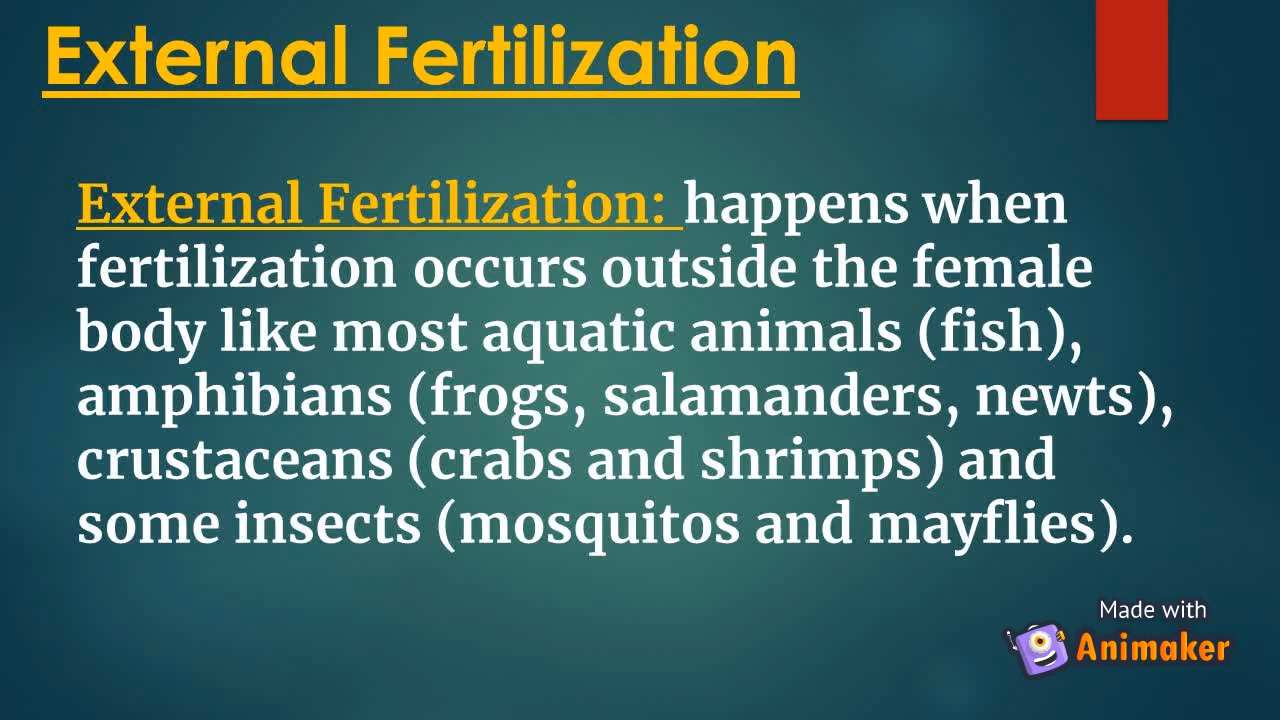 External Fertilization
External Fertilization: happens when
fertilization occurs outside the female
body like most aquatic animals (fish),
amphibians (frogs, salamanders, newts),
crustaceans (crabs and shrimps) and
some insects (mosquitos and mayflies).
Made with
Animaker